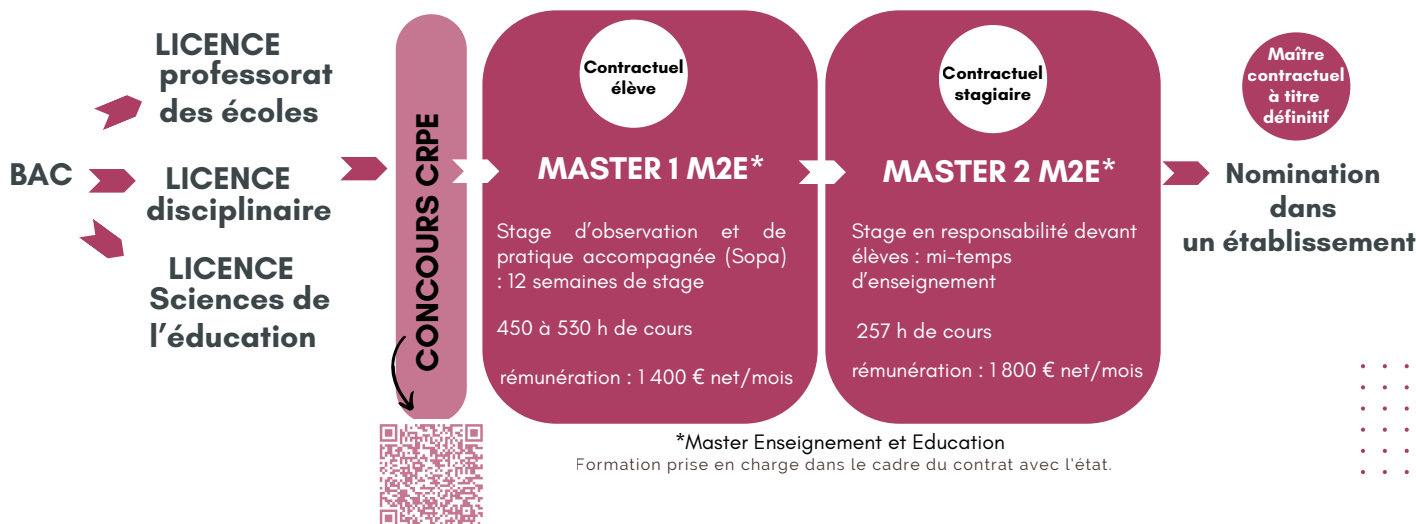 BAC
LICENCE
professorat
des écoles
LICENCE
disciplinaire
LICENCE
Sciences de
l'éducation
CONCOURS CRPE
Contractuel
élève
MASTER 1 M2E*
Stage d'observation et de
pratique accompagnée (Sopa)
: 12 semaines de stage
450 à 530 h de cours
rémunération : 1 400 € net/mois
Contractuel
stagiaire
MASTER 2 M2E*
Stage en responsabilité devant
élèves : mi-temps
d'enseignement
257 h de cours
rémunération : 1 800 € net/mois
Maître
contractuel
à titre
définitif
Nomination
dans
un établissement
*Master Enseignement et Education
Formation prise en charge dans le cadre du contrat avec l'état.